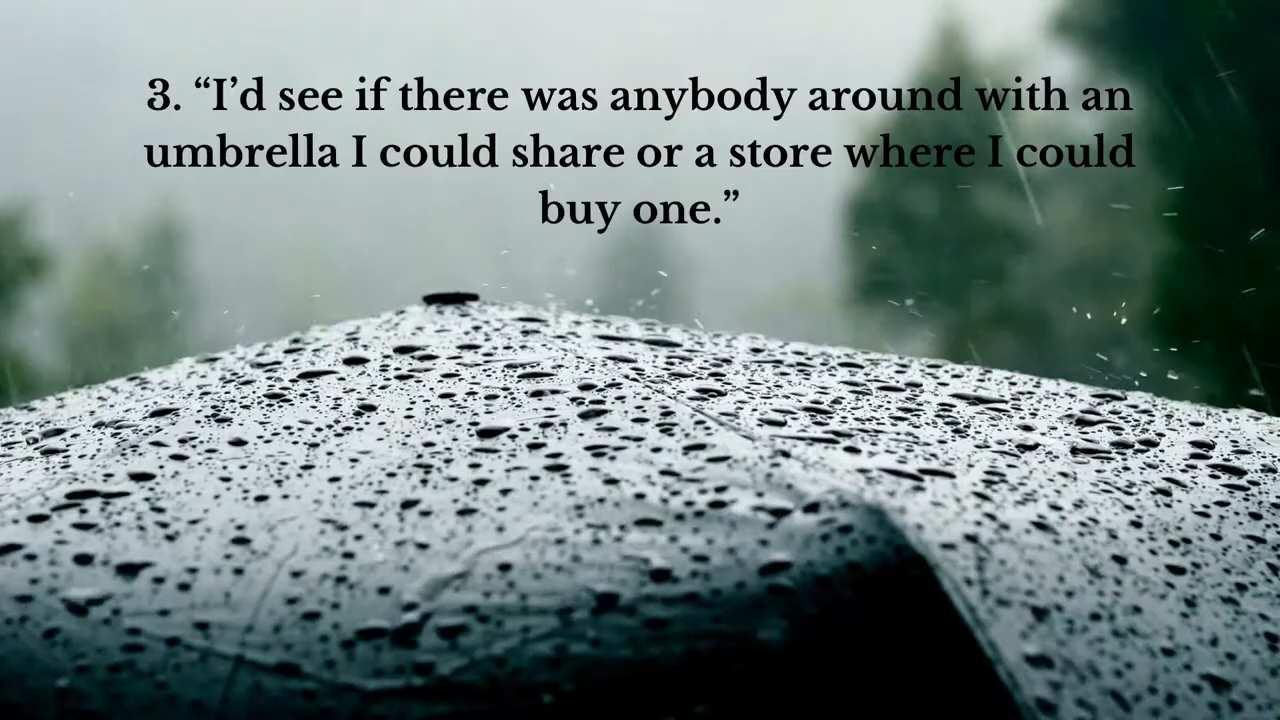 3. “I’d see if there was anybody around with an
umbrella I could share or a store where I could
buy one.”